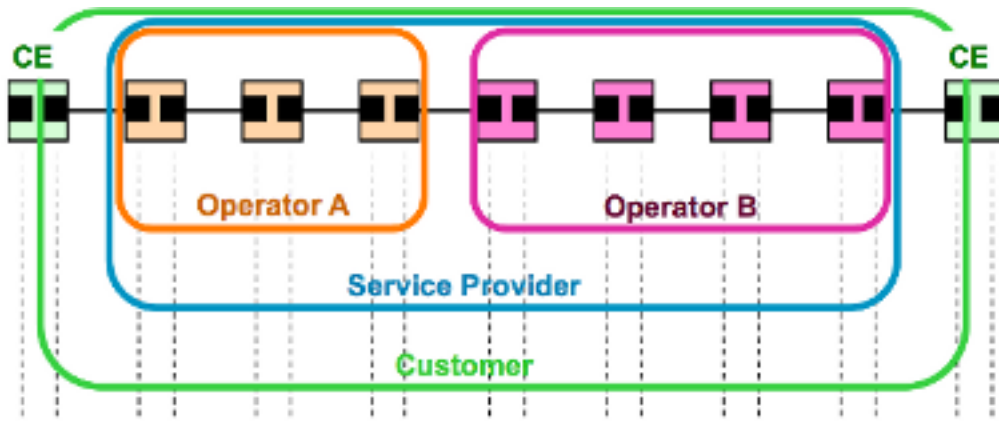 CE
CE
Operator A
Operator B
Service Provider
Customer